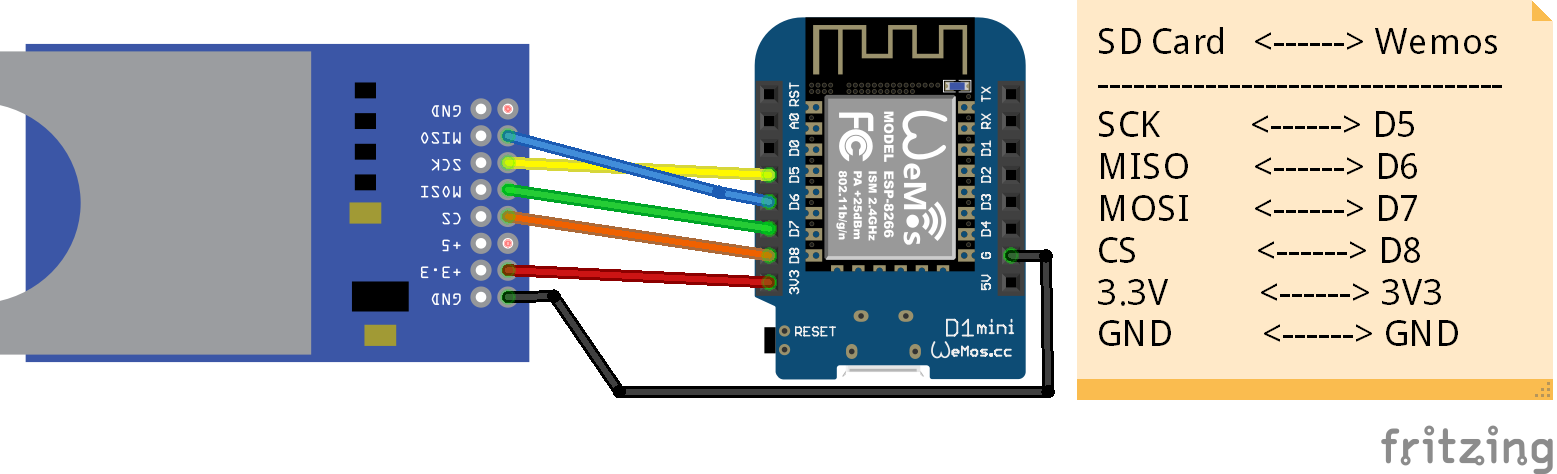 GND
MISO
SCK
MOSI
CS
+5
+3.3
GND
RST
A0
D0
D5
D6
D7
D8
3V3
WeMos
MODEL ESP-8266
ISM 2.4GHz
PA +25dBm
802.11b/g/n
FC
TX
RX
D1
D2
D3
D4
G
5V
RESET
D1mini
WeMos.cc
SD Card <------> Wemos
----------------------------------
SCK <------> D5
MISO <------> D6
MOSI <------> D7
CS <------> D8
3.3V <------> 3V3
GND <------> GND
fritzing